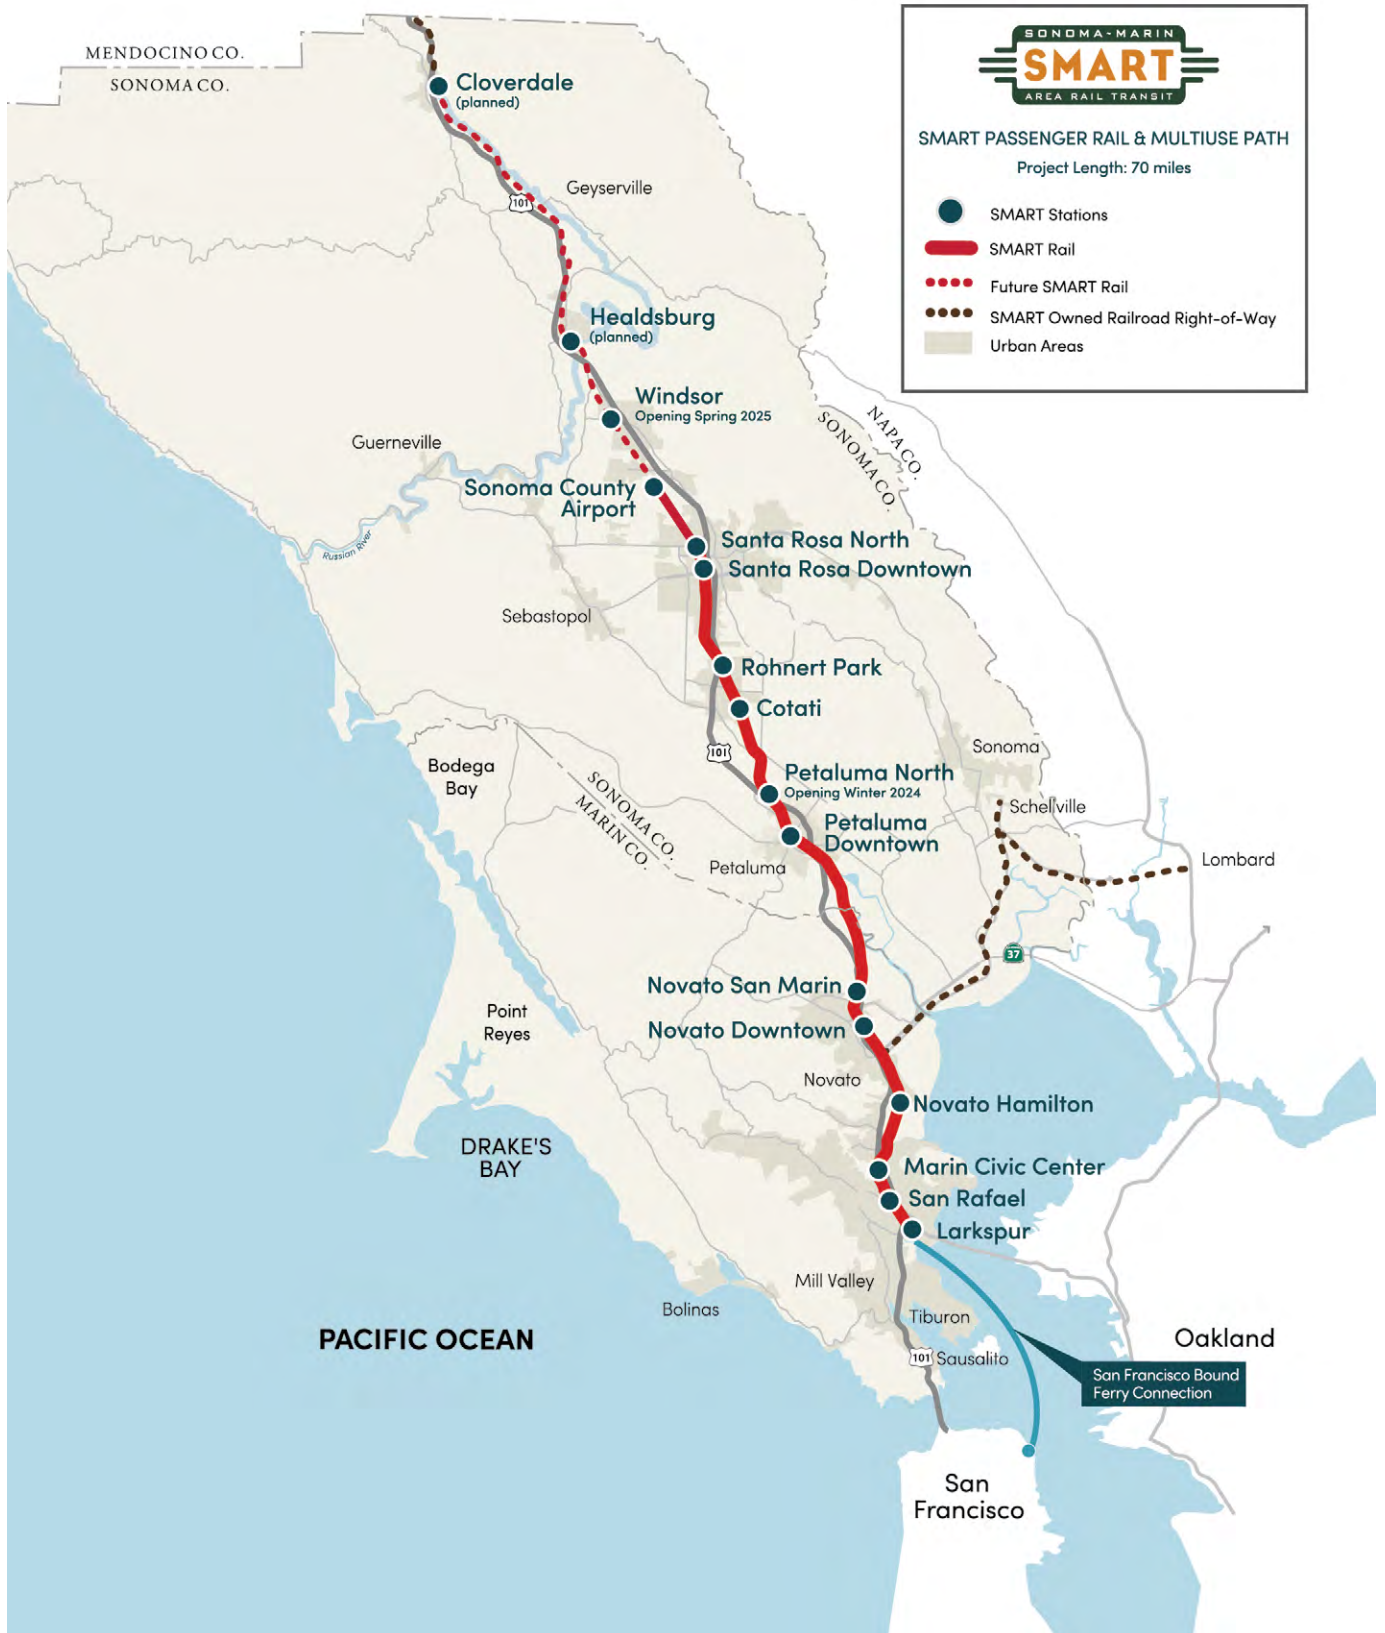 MENDOCINO CO.
SONOMA CO.
Cloverdale
(planned)
101
Geyserville
Healdsburg
(planned)
Windsor
Opening Spring 2025
Guerneville
Sonoma County
Airport
Russian River
Santa Rosa North
Santa Rosa Downtown
Sebastopol
Rohnert Park
Cotati
101
Bodega
Bay
SONOMA CO.
MARIN CO.
Petaluma North
Opening Winter 2024
Petaluma
Downtown
Petaluma
Sonoma
Schellville
Lombard
37
NAPA CO.
SONOMA CO.
Novato San Marin
Novato Downtown
Novato
Novato Hamilton
Point
Reyes
DRAKE'S
BAY
Marin Civic Center
San Rafael
Larkspur
Mill Valley
Bolinas
Tiburon
101
Sausalito
PACIFIC OCEAN
Oakland
San Francisco Bound
Ferry Connection
San
Francisco
SONOMA-MARIN
SMART
AREA RAIL TRANSIT
SMART PASSENGER RAIL & MULTIUSE PATH
Project Length: 70 miles
SMART Stations
SMART Rail
Future SMART Rail
SMART Owned Railroad Right-of-Way
Urban Areas